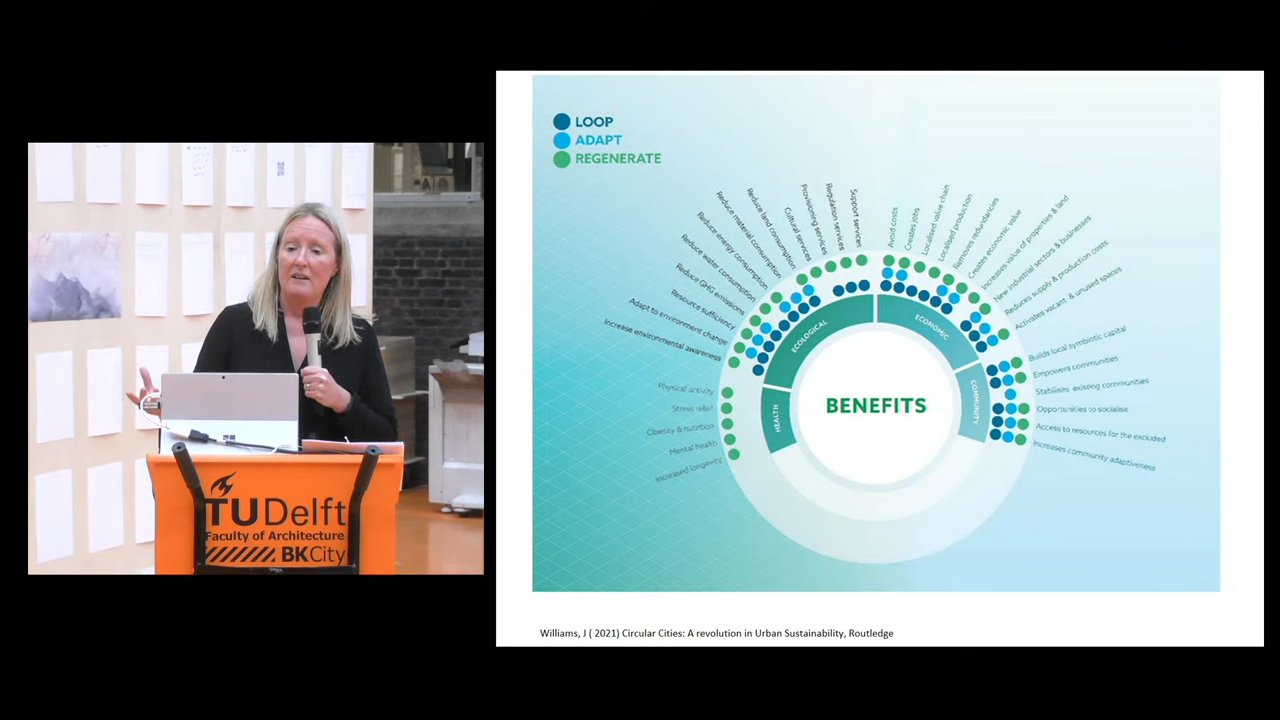 TU Delft
Faculty of Architecture
BK City
LOOP
ADAPT
REGENERATE
Increase environmental awareness
Adapt to environment change
Resource sufficiency
Reduce GHG emissions
Reduce water consumption
Reduce energy consumption
Reduce material consumption
Reduce land consumption
Cultural services
Provisioning services
Regulation services
Support services
Avoid costs
Creates jobs
Localised value chain
Localised production
Removes redundancies
Creates economic value
Increases value of properties & land
New industrial sectors & businesses
Reduces supply & production costs
Activates vacant & unused spaces
Builds local symbiotic capital
Empowers communities
Stabilises existing communities
Opportunities to socialise
Access to resources for the excluded
Increases community adaptiveness
Physical activity
Stress relief
Obesity & nutrition
Mental health
Increased longevity
ECOLOGICAL
ECONOMIC
COMMUNITY
HEALTH
BENEFITS
Williams, J ( 2021) Circular Cities: A revolution in Urban Sustainability, Routledge